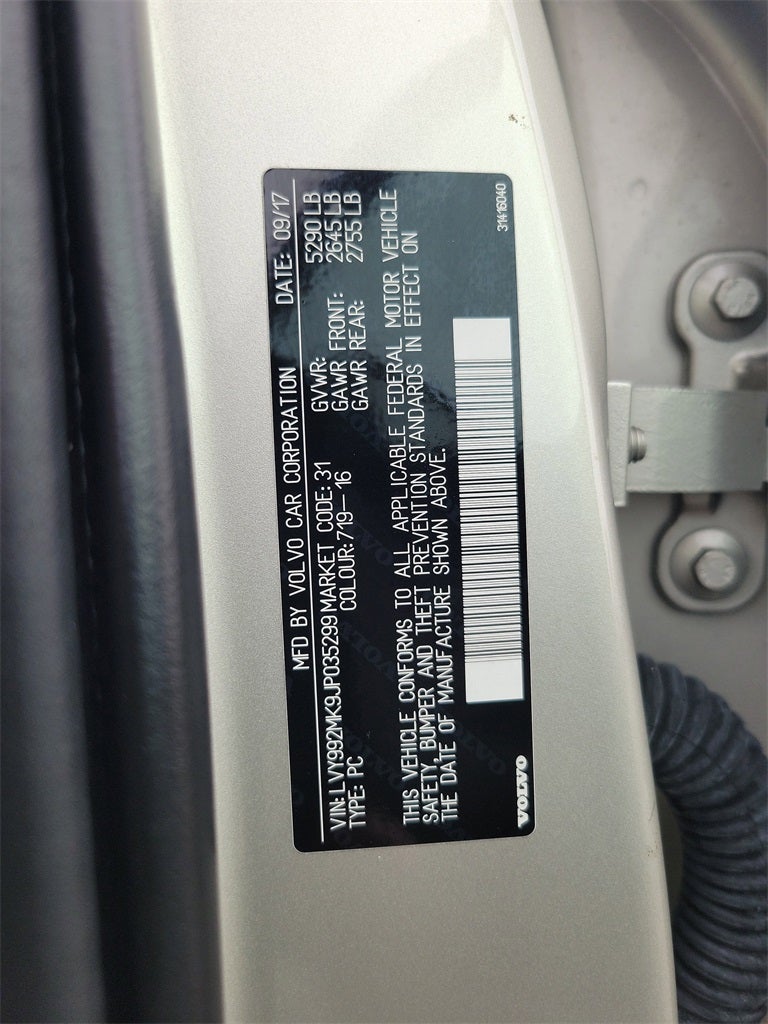 MFD BY VOLVO CAR CORPORATION DATE: 09/17
VIN: LVY992MK9JP035299 MARKET CODE: 31 GVWR: 5290 LB
TYPE: PC COLOUR: 719-16 GAWR FRONT: 2645 LB
GAWR REAR: 2755 LB
THIS VEHICLE CONFORMS TO ALL APPLICABLE FEDERAL MOTOR VEHICLE
SAFETY, BUMPER AND THEFT PREVENTION STANDARDS IN EFFECT ON
THE DATE OF MANUFACTURE SHOWN ABOVE.
VOLVO 31416040